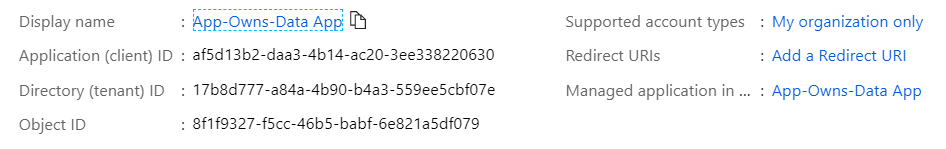 Display name : App-Owns-Data App
Application (client) ID : af5d13b2-daa3-4b14-ac20-3ee338220630
Directory (tenant) ID : 17b8d777-a84a-4b90-b4a3-559ee5cbf07e
Object ID : 8f1f9327-f5cc-46b5-babf-6e821a5df079
Supported account types : My organization only
Redirect URIs : Add a Redirect URI
Managed application in ... : App-Owns-Data App